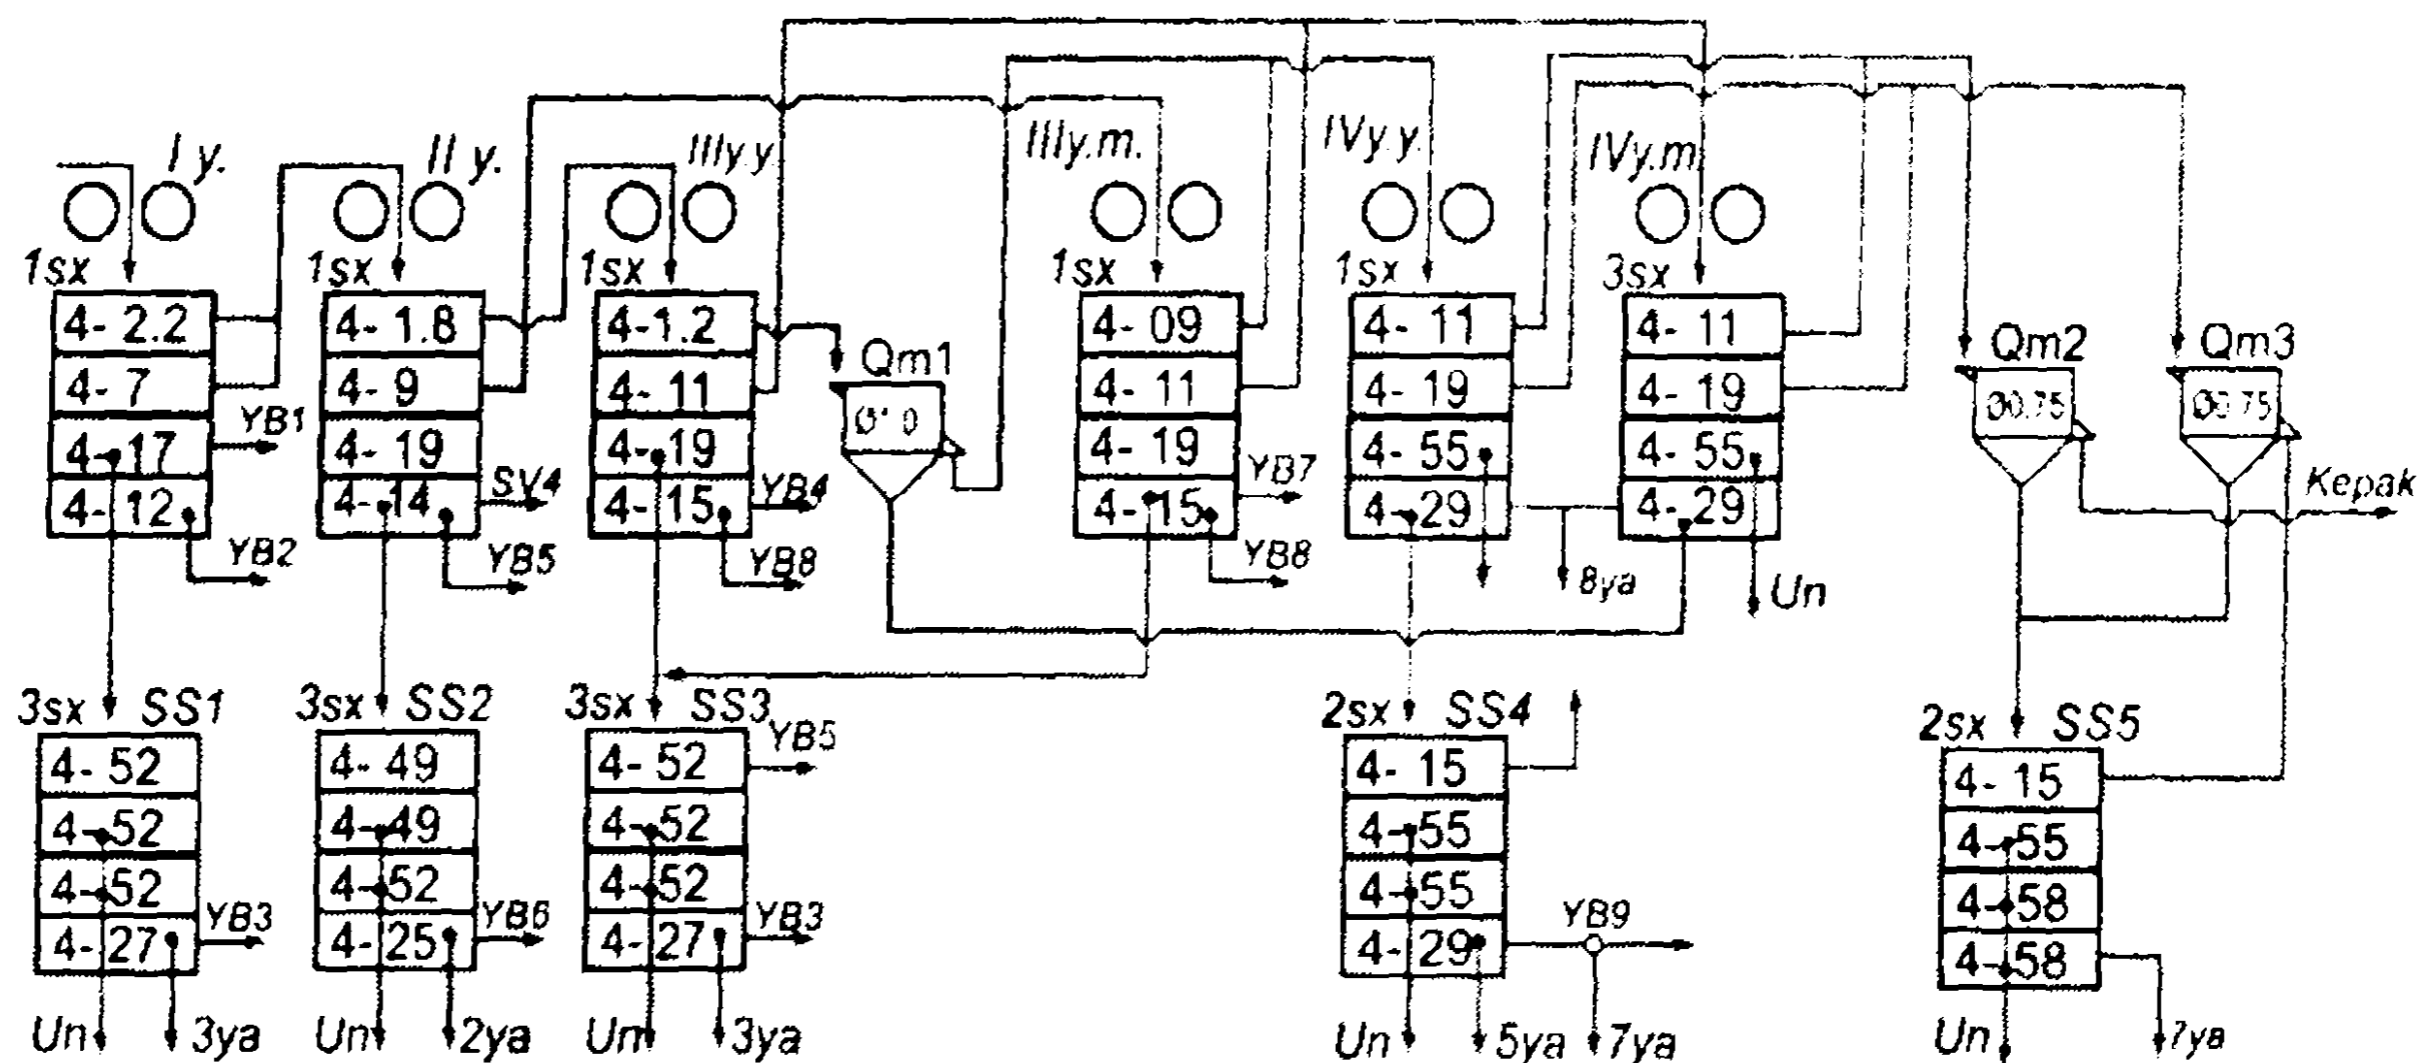 I y.
II y.
IIIy.y
IIIy.m.
IVy.y.
IVy.m.
1sx
1sx
1sx
1sx
1sx
3sx
4- 2.2
4- 7
4- 17
4- 12
YB1
YB2
4- 1.8
4- 9
4- 19
4- 14
SV4
YB5
4-1.2
4- 11
4- 19
4- 15
YB4
YB8
Qm1
4- 09
4- 11
4- 19
4- 15
YB7
YB8
4- 11
4- 19
4- 55
4- 29
8ya
4- 11
4- 19
4- 55
4- 29
Un
Qm2
Ø0.75
Qm3
Ø0.75
Kepak
3sx SS1
4- 52
4- 52
4- 52
4- 27
YB3
Un
3ya
3sx SS2
4- 49
4- 49
4- 52
4- 25
YB6
Un
2ya
3sx SS3
4- 52
4- 52
4- 52
4- 27
YB5
YB3
Un
3ya
2sx SS4
4- 15
4- 55
4- 55
4- 29
YB9
Un
5ya
7ya
2sx SS5
4- 15
4- 55
4- 58
4- 58
Un
7ya